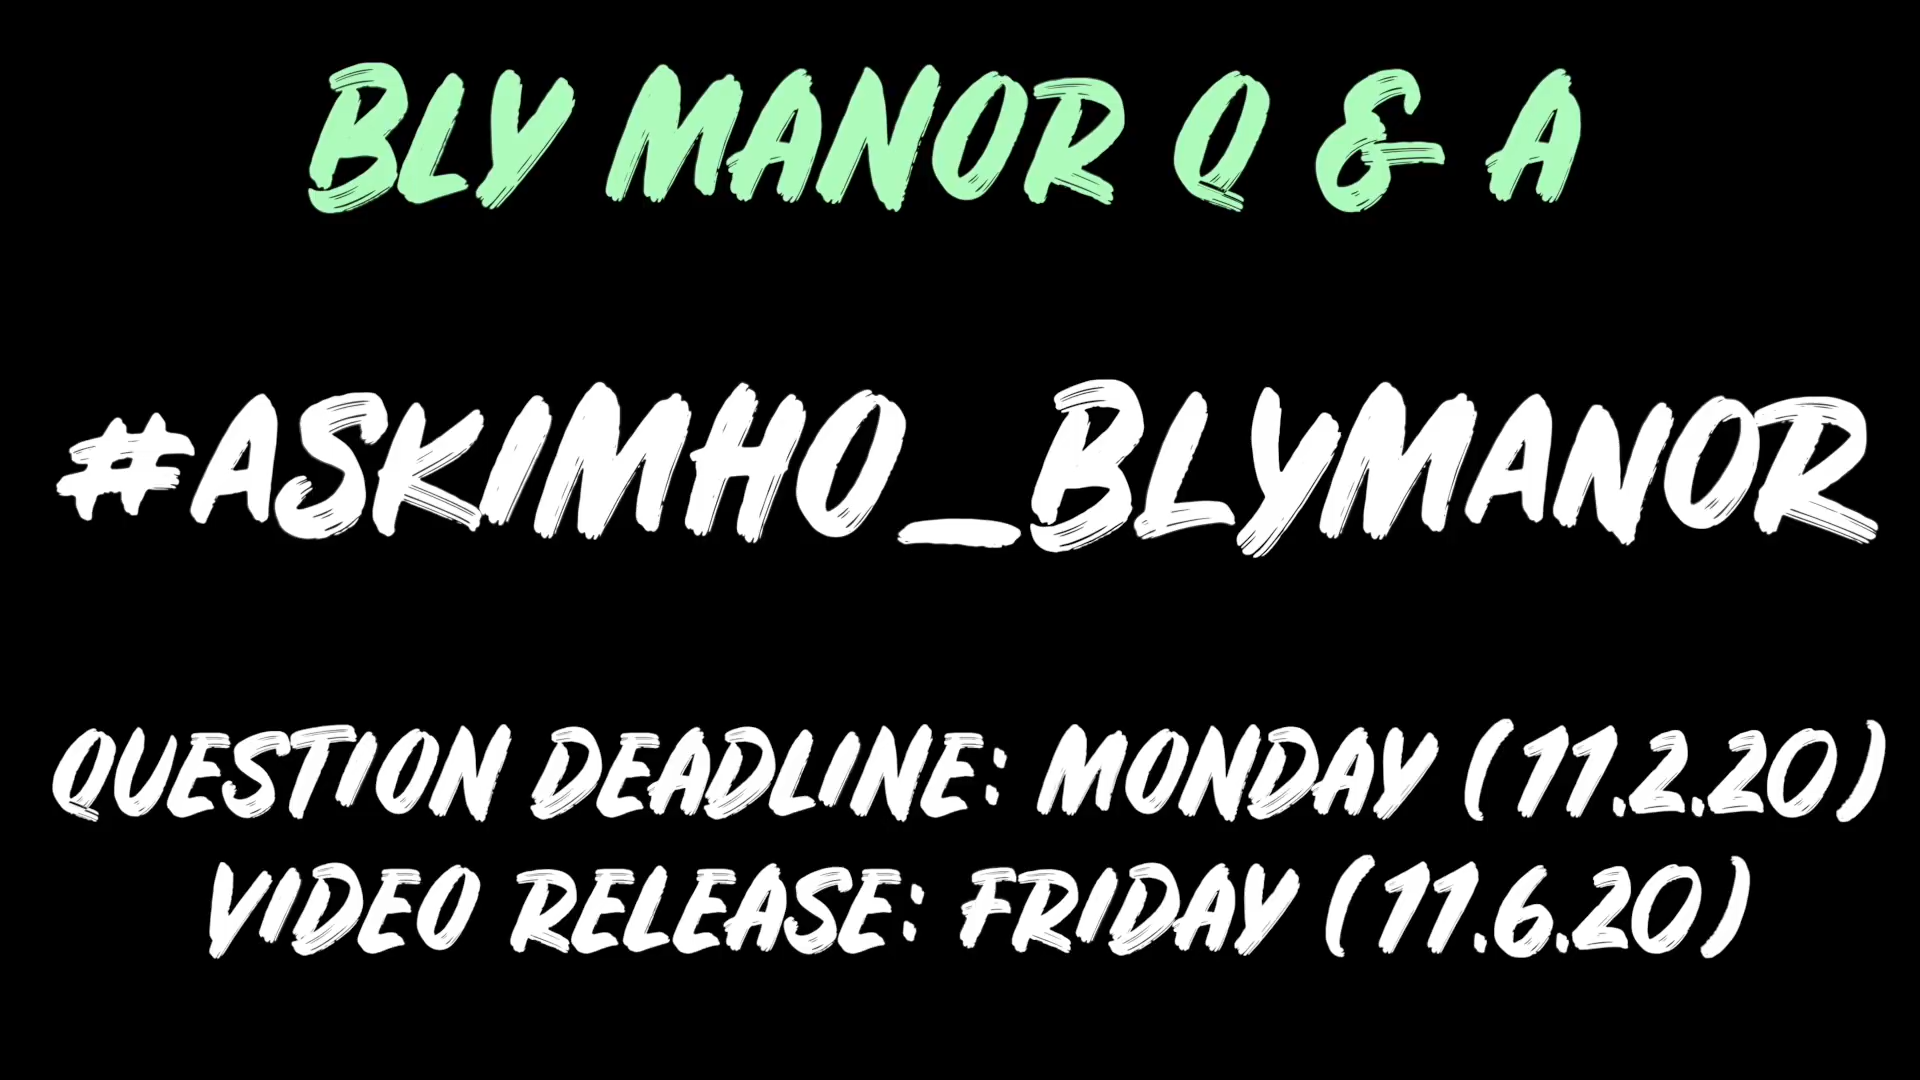 BLY MANOR Q & A
#ASKIMHO_BLYMANOR
QUESTION DEADLINE: MONDAY (11.2.20)
VIDEO RELEASE: FRIDAY (11.6.20)